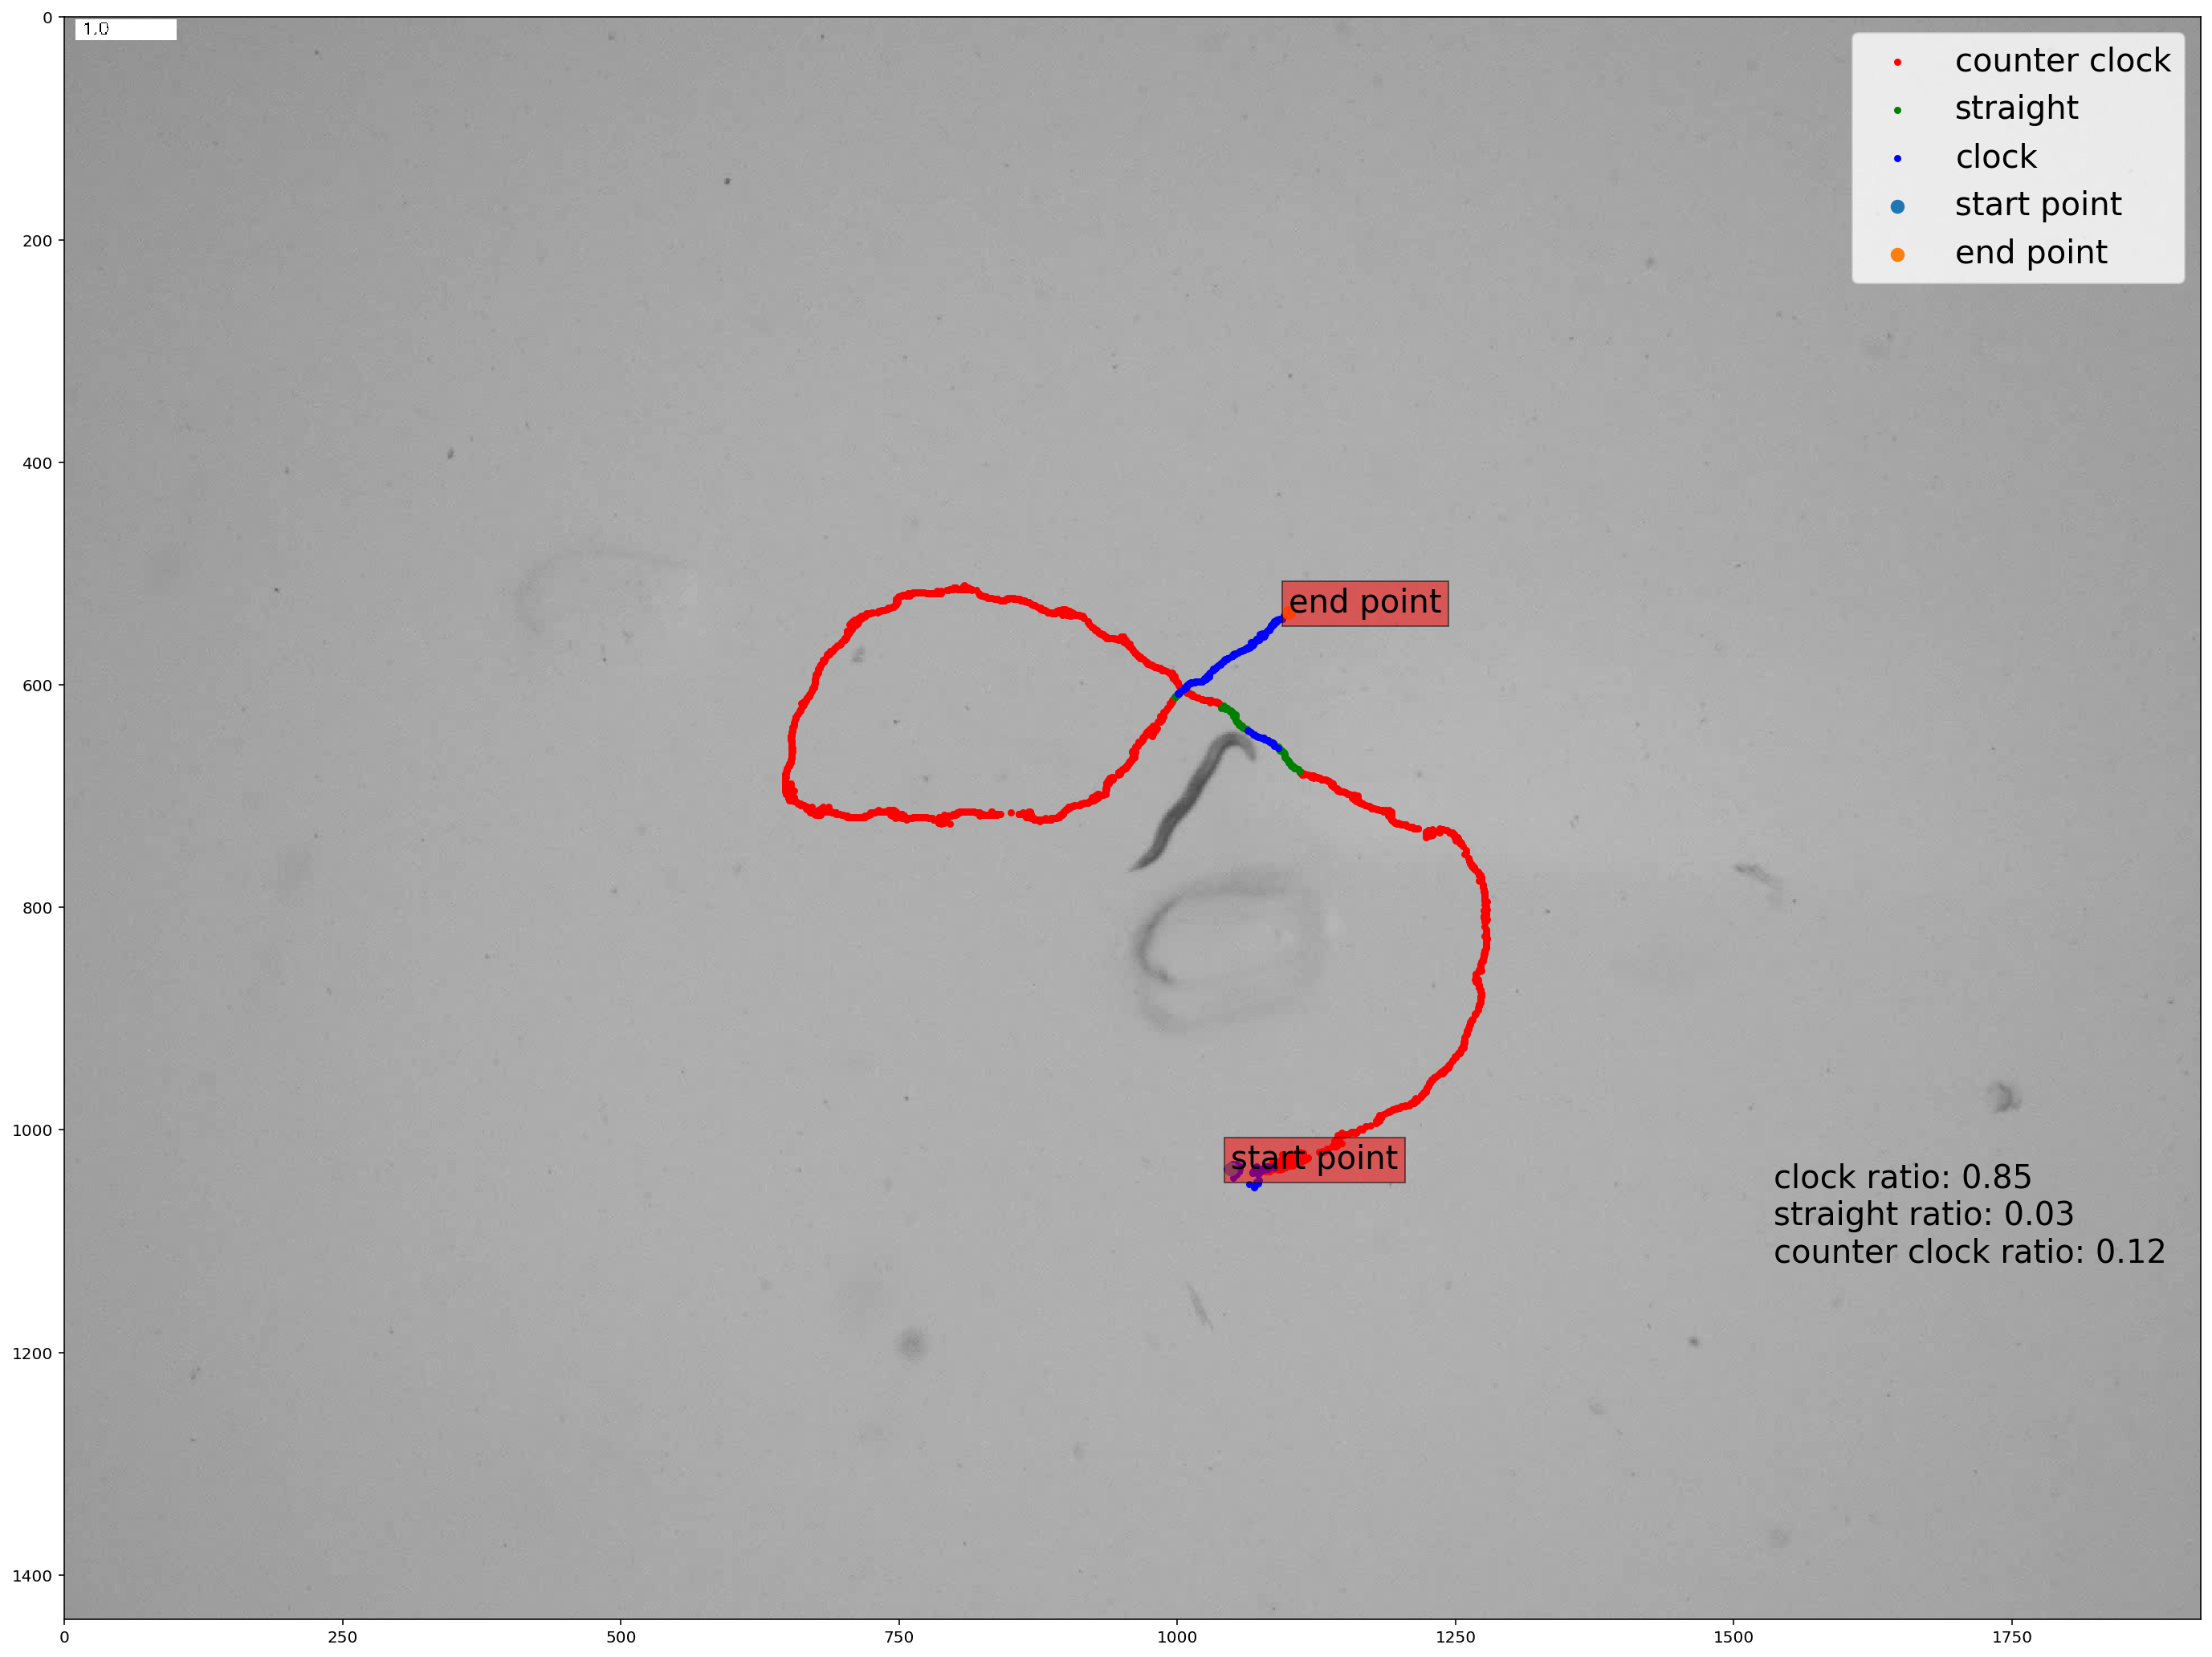 1.0
counter clock
straight
clock
start point
end point
0
200
400
600
800
1000
1200
1400
end point
start point
clock ratio: 0.85
straight ratio: 0.03
counter clock ratio: 0.12
0
250
500
750
1000
1250
1500
1750